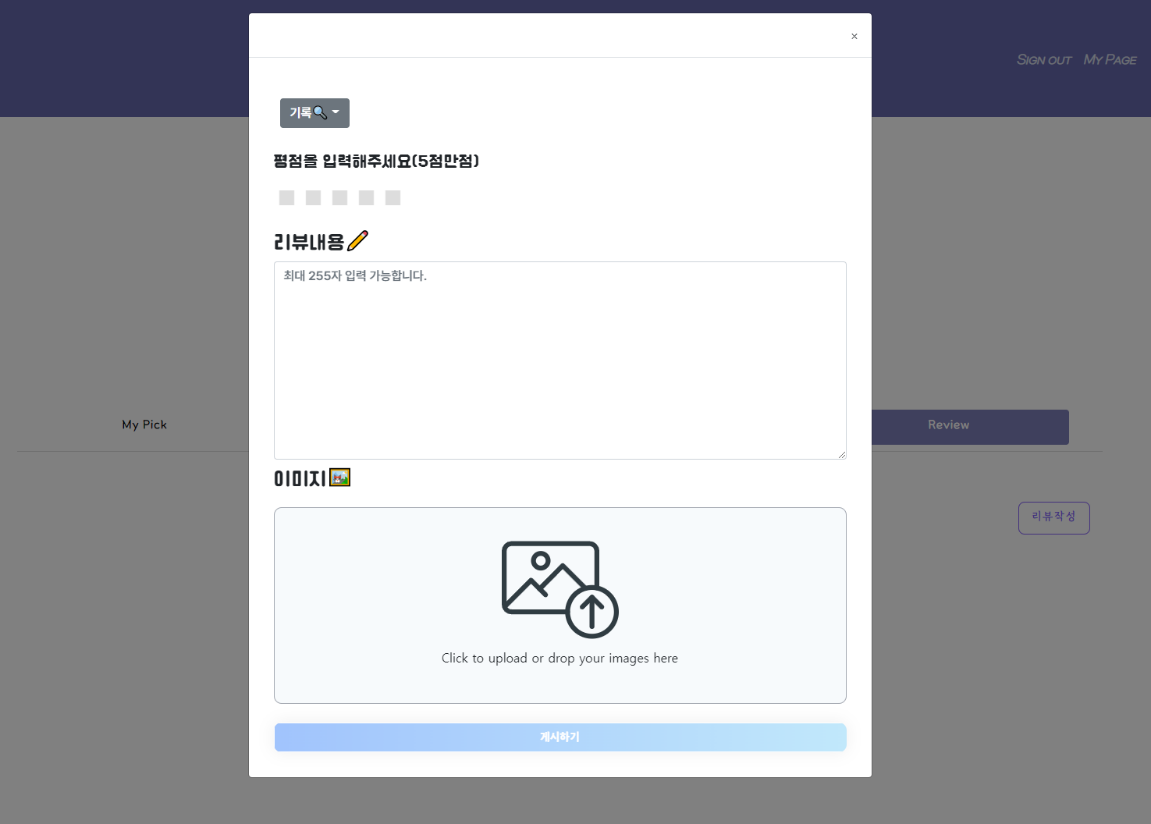 ×
Sign out My Page
기록🔍
평점을 입력해주세요(5점만점)
리뷰내용✏️
최대 255자 입력 가능합니다.
My Pick
Review
이미지🖼️
리뷰작성
Click to upload or drop your images here
게시하기